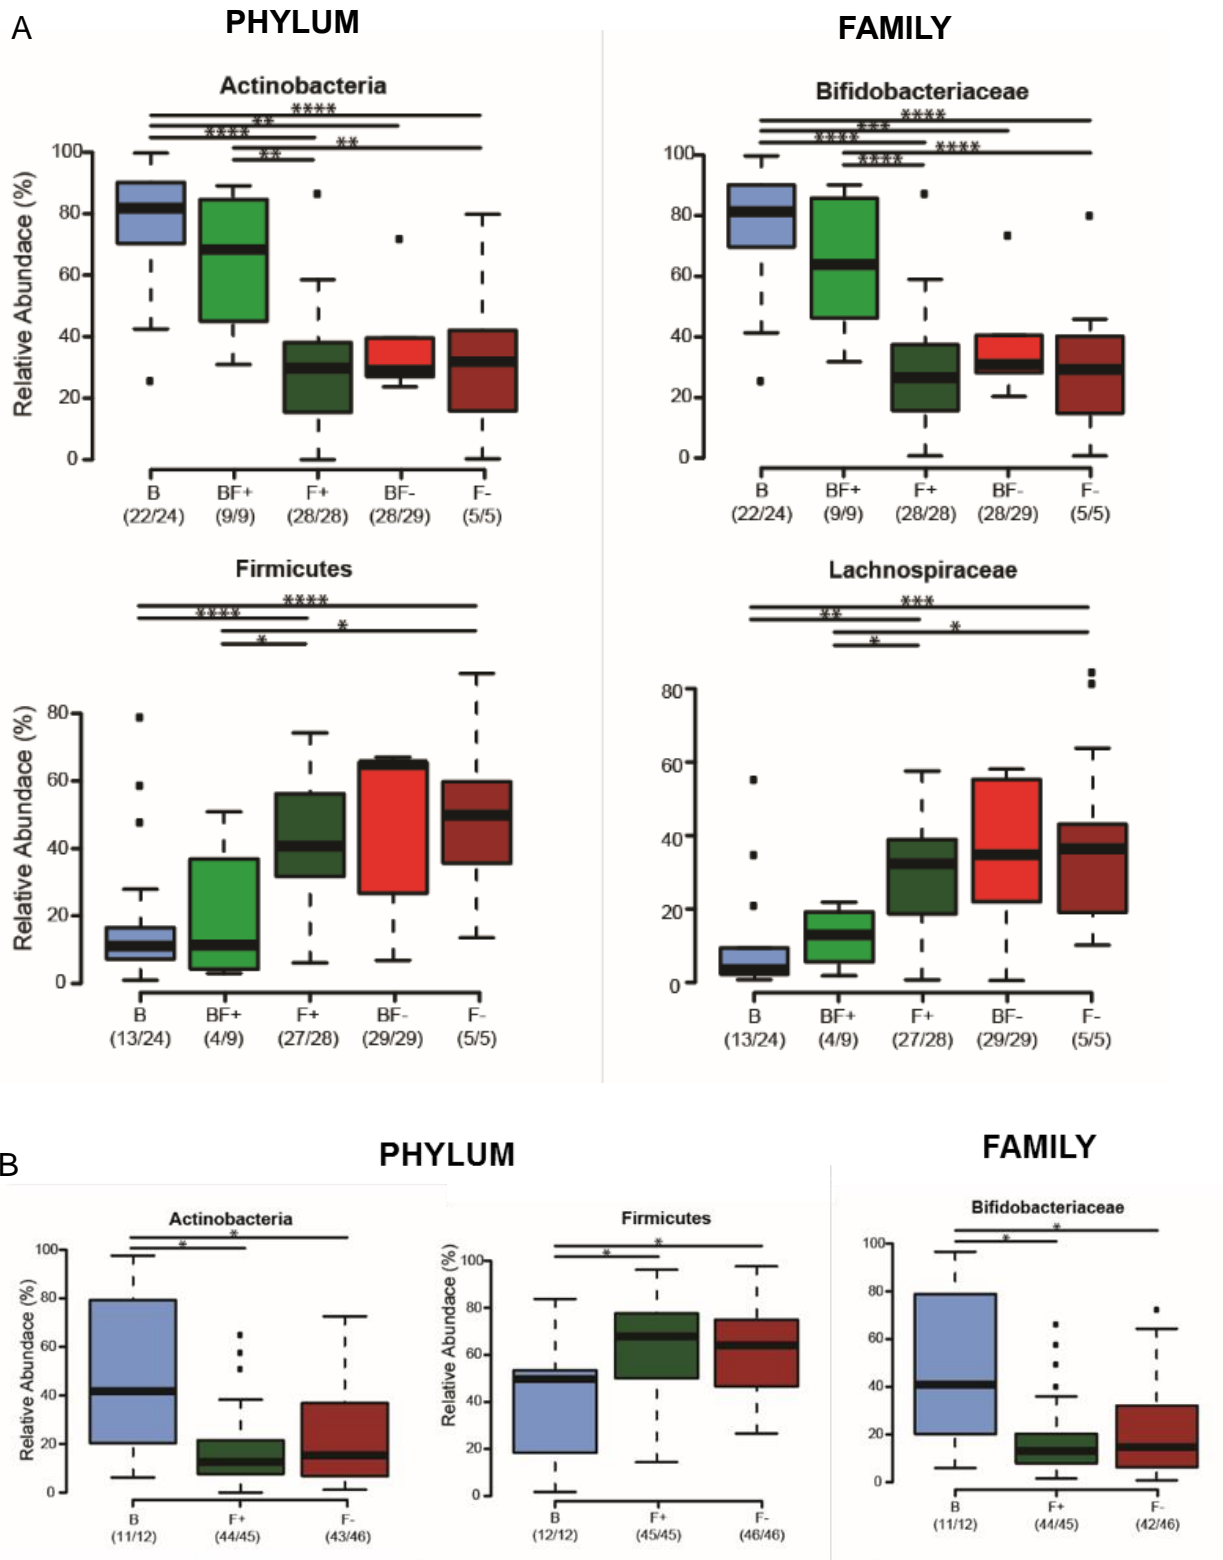 A
PHYLUM
FAMILY
Actinobacteria
****
**
****
**
**
Relative Abundace (%)
100
80
60
40
20
0
B
BF+
F+
BF-
F-
(22/24)
(9/9)
(28/28)
(28/29)
(5/5)
Bifidobacteriaceae
****
***
****
****
****
100
80
60
40
20
0
B
BF+
F+
BF-
F-
(22/24)
(9/9)
(28/28)
(28/29)
(5/5)
Firmicutes
****
****
*
*
Relative Abundace (%)
80
60
40
20
0
B
BF+
F+
BF-
F-
(13/24)
(4/9)
(27/28)
(29/29)
(5/5)
Lachnospiraceae
***
**
*
*
80
60
40
20
0
B
BF+
F+
BF-
F-
(13/24)
(4/9)
(27/28)
(29/29)
(5/5)
B
PHYLUM
FAMILY
Actinobacteria
*
*
Relative Abundace (%)
100
80
60
40
20
0
B
F+
F-
(11/12)
(44/45)
(43/46)
Firmicutes
*
*
Relative Abundace (%)
100
80
60
40
20
0
B
F+
F-
(12/12)
(45/45)
(46/46)
Bifidobacteriaceae
*
*
100
80
60
40
20
0
B
F+
F-
(11/12)
(44/45)
(42/46)